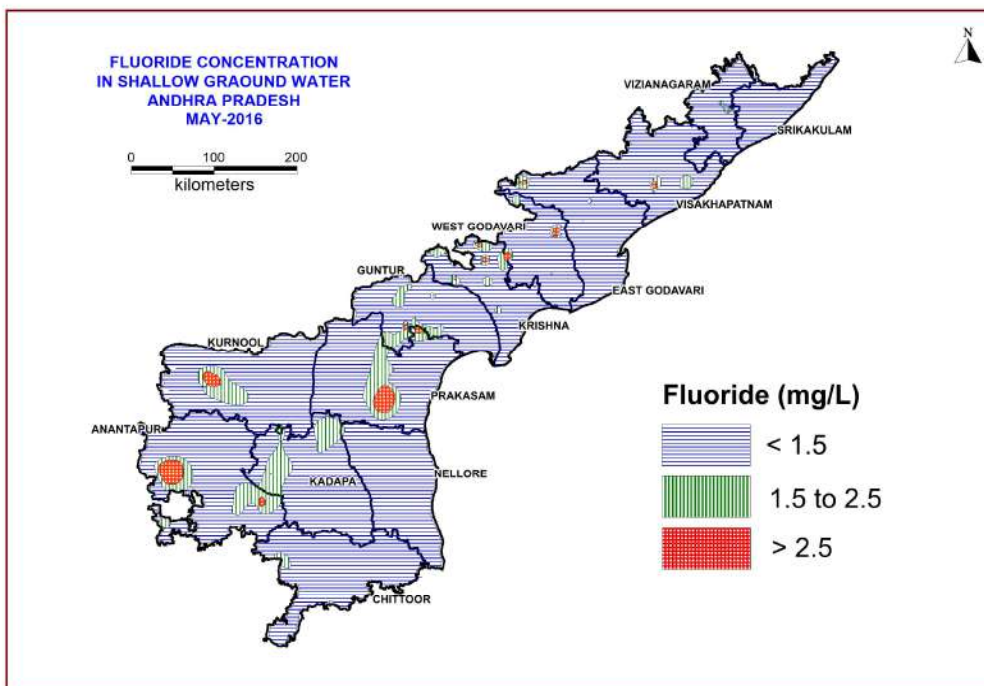 FLUORIDE CONCENTRATION
IN SHALLOW GRAOUND WATER
ANDHRA PRADESH
MAY-2016
0 100 200
kilometers
N
VIZIANAGARAM
SRIKAKULAM
VISAKHAPATNAM
WEST GODAVARI
GUNTUR
EAST GODAVARI
KRISHNA
KURNOOL
PRAKASAM
ANANTAPUR
NELLORE
KADAPA
CHITTOOR
Fluoride (mg/L)
< 1.5
1.5 to 2.5
> 2.5